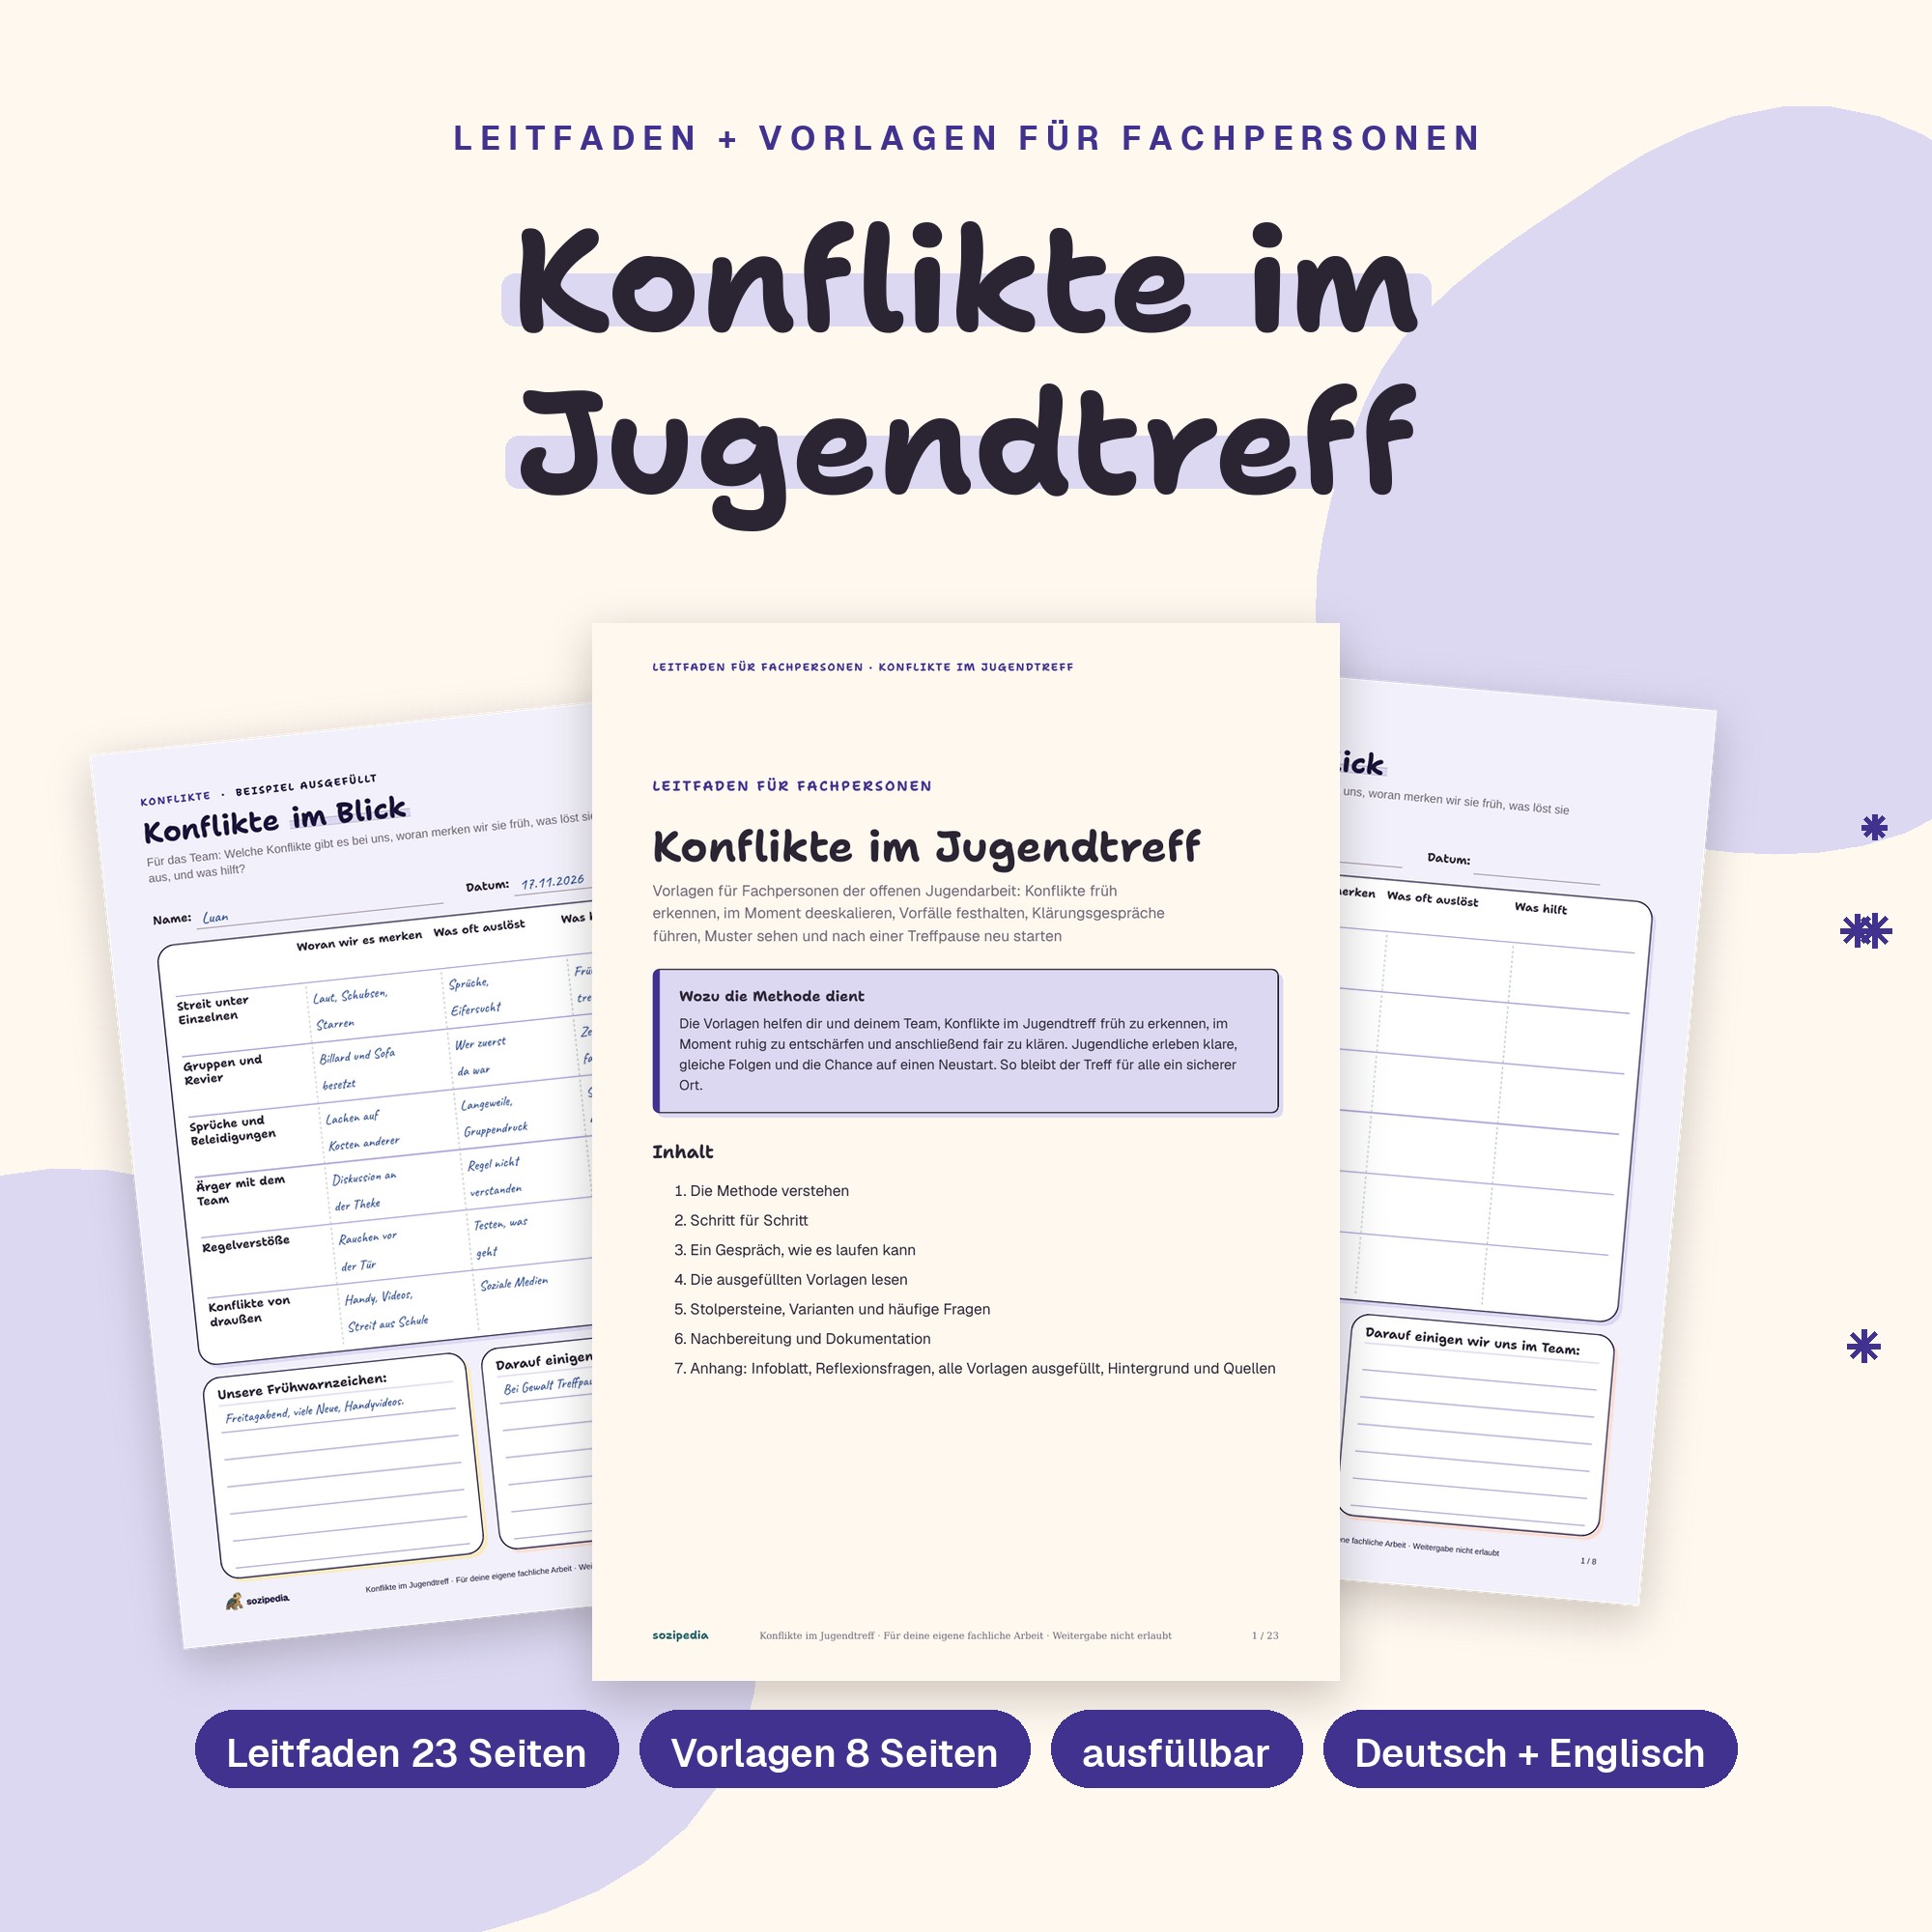 LEITFADEN + VORLAGEN FÜR FACHPERSONEN
Konflikte im
Jugendtreff
KONFLIKTE · BEISPIEL AUSGEFÜLLT
Konflikte im Blick
Für das Team: Welche Konflikte gibt es bei uns, woran merken wir sie früh, was löst sie
aus, und was hilft?
Name: Luan
Datum: 17.11.2026
Woran wir es merken Was oft auslöst Was
Streit unter
Einzelnen
Laut, Schubsen,
Starren
Sprüche,
Eifersucht
Gruppen und
Revier
Billard und Sofa
besetzt
Wer zuerst
da war
Sprüche und
Beleidigungen
Lachen auf
Kosten anderer
Langeweile,
Gruppendruck
Ärger mit dem
Team
Diskussion an
der Theke
Regel nicht
verstanden
Regelverstöße
Rauchen vor
der Tür
Testen, was
geht
Konflikte von
draußen
Handy, Videos,
Streit aus Schule
Soziale Medien
Unsere Frühwarnzeichen:
Freitagabend, viele Neue, Handyvideos.
Darauf einigen
Bei Gewalt
sozipedia
Konflikte im Jugendtreff · Für deine eigene fachliche Arbeit ·
LEITFADEN FÜR FACHPERSONEN · KONFLIKTE IM JUGENDTREFF
LEITFADEN FÜR FACHPERSONEN
Konflikte im Jugendtreff
Vorlagen für Fachpersonen der offenen Jugendarbeit: Konflikte früh
erkennen, im Moment deeskalieren, Vorfälle festhalten, Klärungsgespräche
führen, Muster sehen und nach einer Treffpause neu starten
Wozu die Methode dient
Die Vorlagen helfen dir und deinem Team, Konflikte im Jugendtreff früh zu erkennen, im
Moment ruhig zu entschärfen und anschließend fair zu klären. Jugendliche erleben klare,
gleiche Folgen und die Chance auf einen Neustart. So bleibt der Treff für alle ein sicherer
Ort.
Inhalt
1. Die Methode verstehen
2. Schritt für Schritt
3. Ein Gespräch, wie es laufen kann
4. Die ausgefüllten Vorlagen lesen
5. Stolpersteine, Varianten und häufige Fragen
6. Nachbereitung und Dokumentation
7. Anhang: Infoblatt, Reflexionsfragen, alle Vorlagen ausgefüllt, Hintergrund und Quellen
sozipedia
Konflikte im Jugendtreff · Für deine eigene fachliche Arbeit · Weitergabe nicht erlaubt
1 / 23
uns, woran merken wir sie früh, was löst sie
Datum:
Was oft auslöst Was hilft
Darauf einigen wir uns im Team:
fachliche Arbeit · Weitergabe nicht erlaubt
1 / 8
Leitfaden 23 Seiten
Vorlagen 8 Seiten
ausfüllbar
Deutsch + Englisch